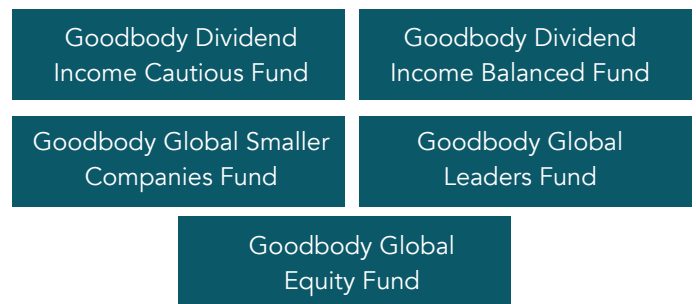 Goodbody Dividend
Income Cautious Fund
Goodbody Dividend
Income Balanced Fund
Goodbody Global Smaller
Companies Fund
Goodbody Global
Leaders Fund
Goodbody Global
Equity Fund